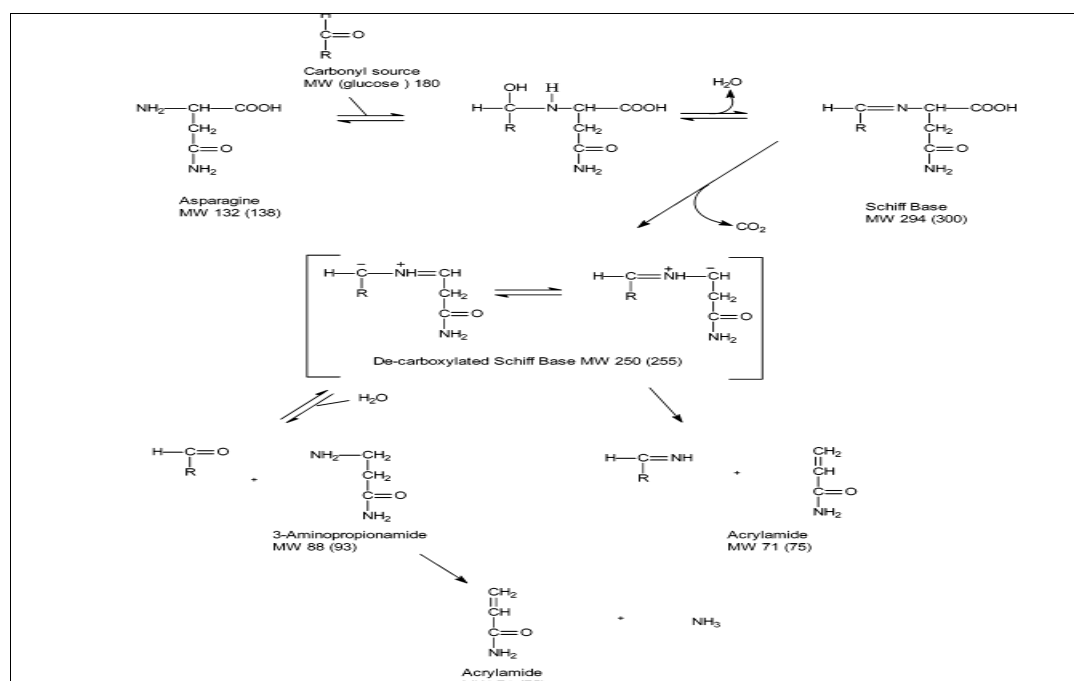 H
C=O
R
Carbonyl source
MW (glucose ) 180
NH₂ CH COOH
CH₂
C=O
NH₂
Asparagine
MW 132 (138)
OH H
H C N CH COOH
R CH₂
C=O
NH₂
H₂O
H C=N CH COOH
R CH₂
C=O
NH₂
Schiff Base
MW 294 (300)
CO₂
− +
H C NH=CH
R CH₂
C=O
NH₂
+ −
H C=NH CH
R CH₂
C=O
NH₂
De-carboxylated Schiff Base MW 250 (255)
H₂O
H C=O
R
+
NH₂ CH₂
CH₂
C=O
NH₂
3-Aminopropionamide
MW 88 (93)
H C=NH
R
+
CH₂
CH
C=O
NH₂
Acrylamide
MW 71 (75)
CH₂
CH
C=O
NH₂
+
NH₃
Acrylamide